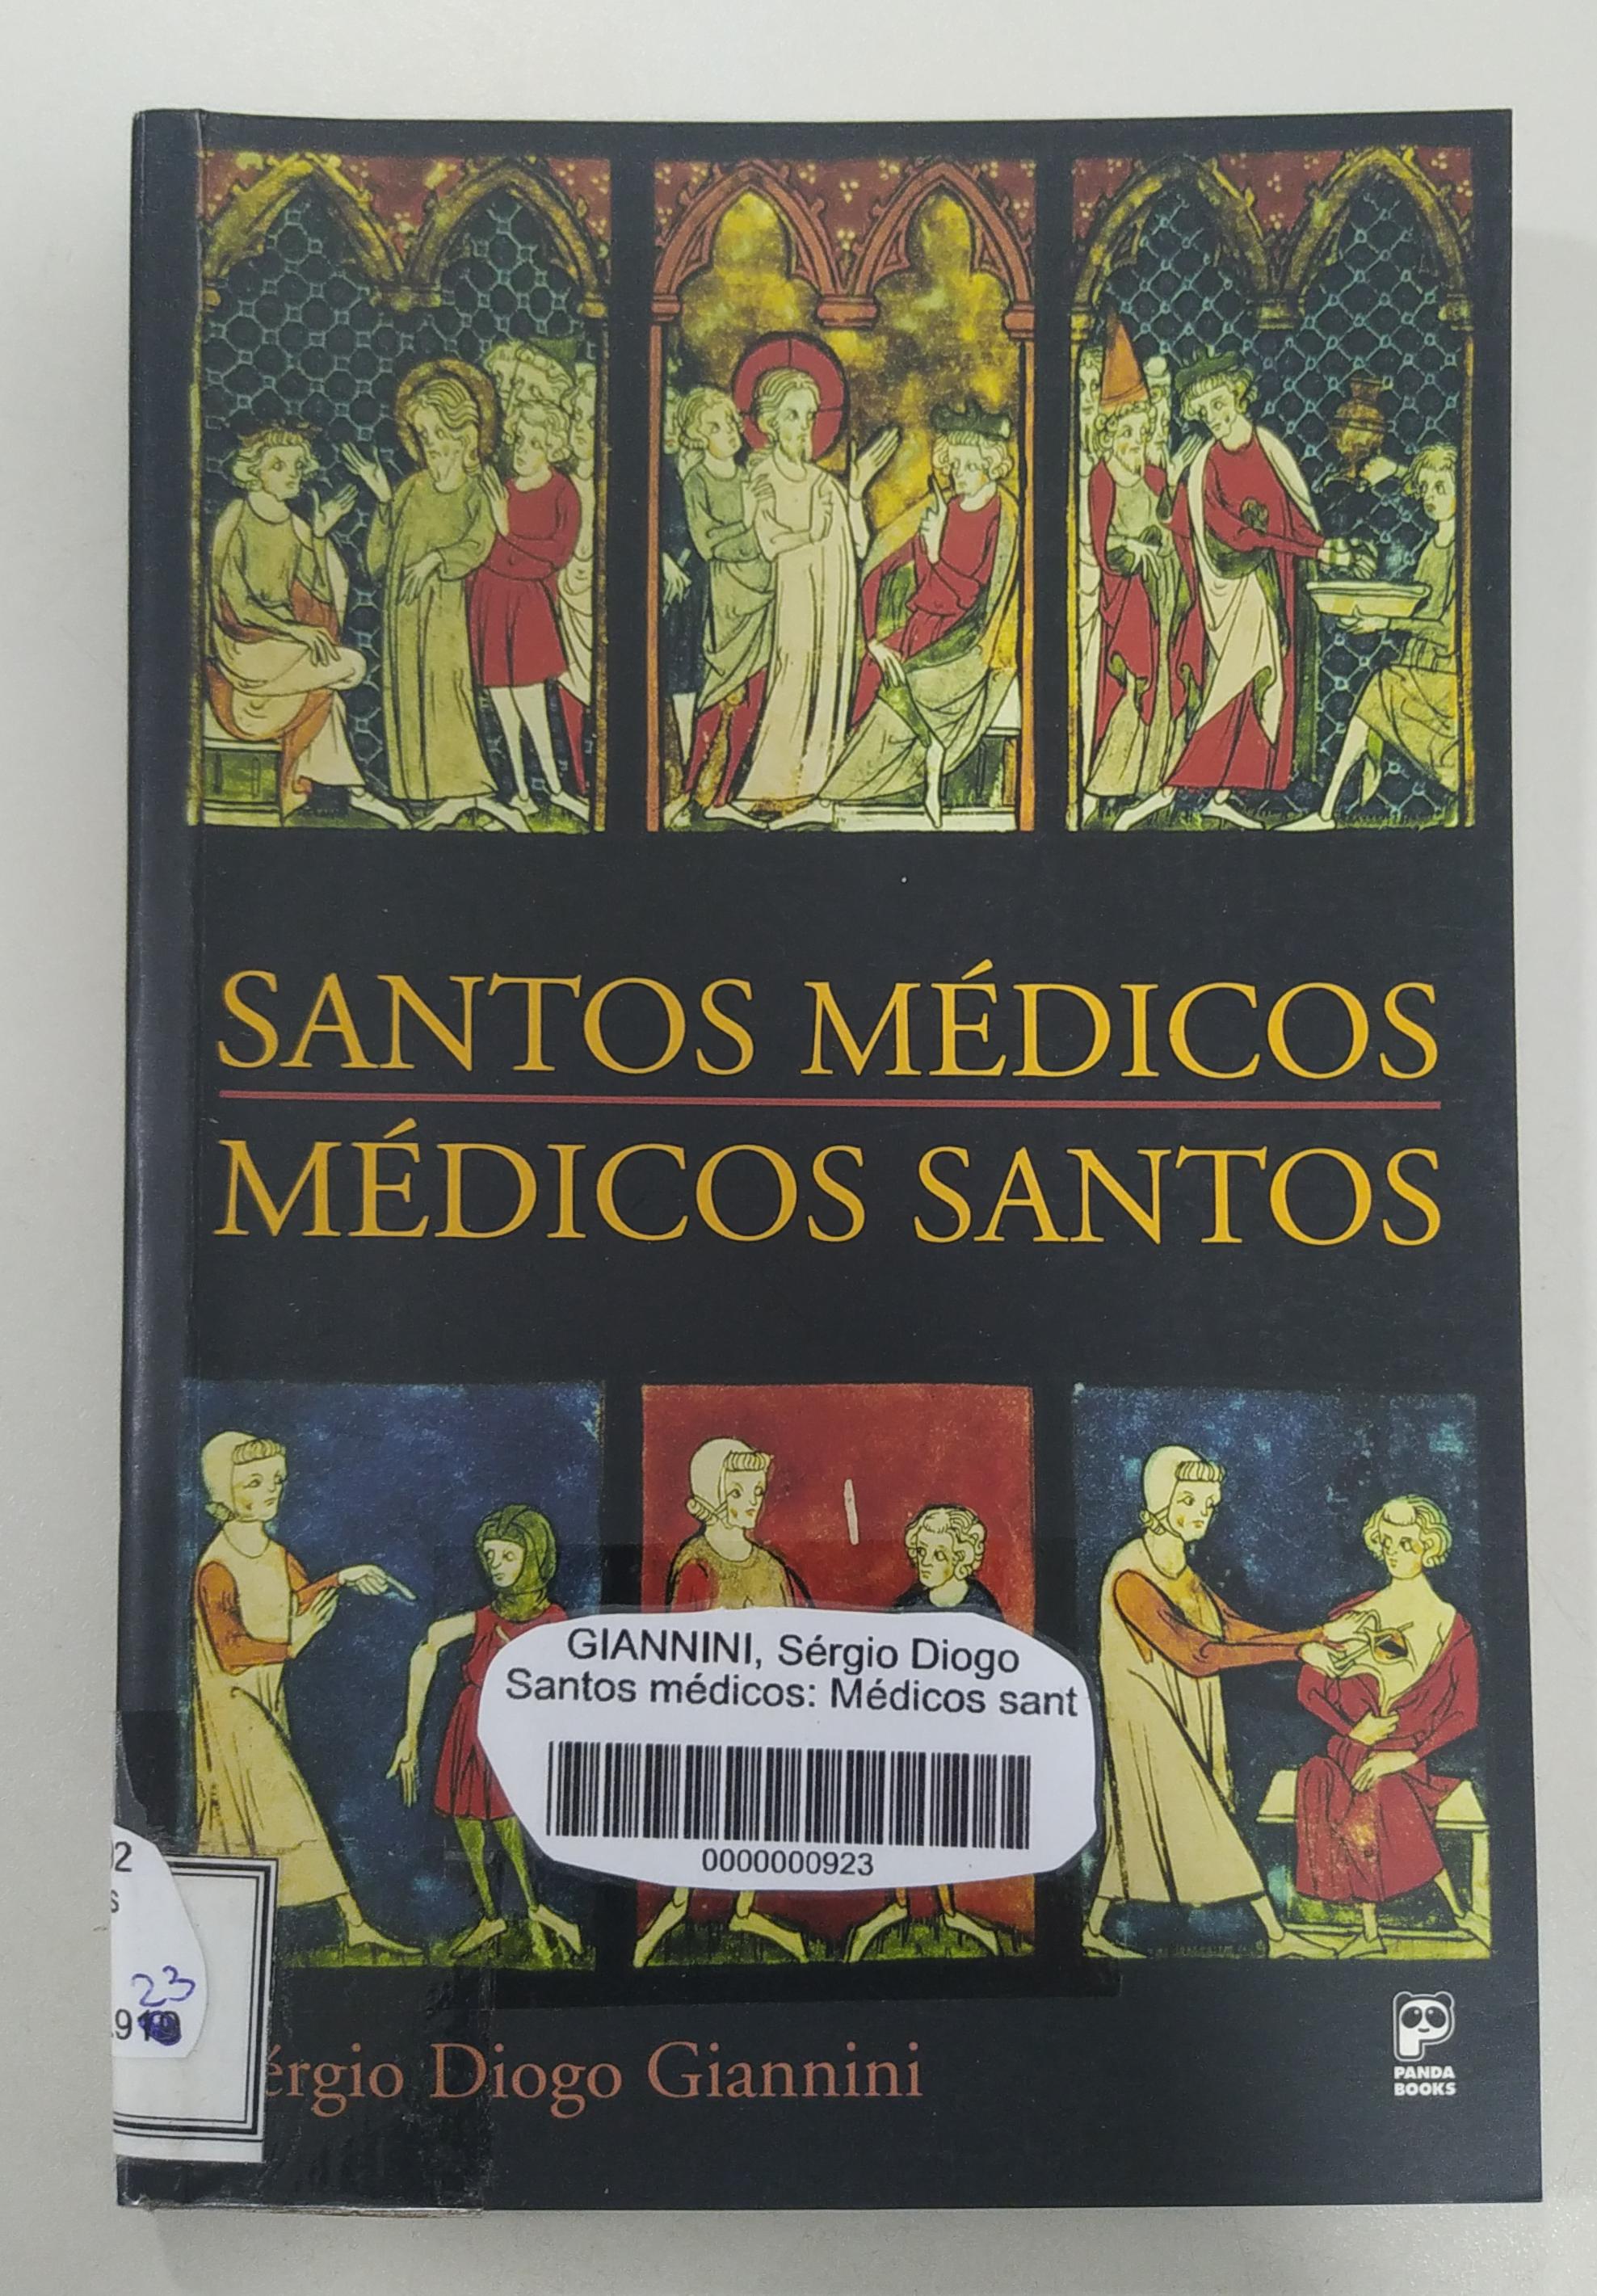 SANTOS MÉDICOS
MÉDICOS SANTOS
GIANNINI, Sérgio Diogo
Santos médicos: Médicos sant
0000000923
23
érgio Diogo Giannini
PANDA
BOOKS